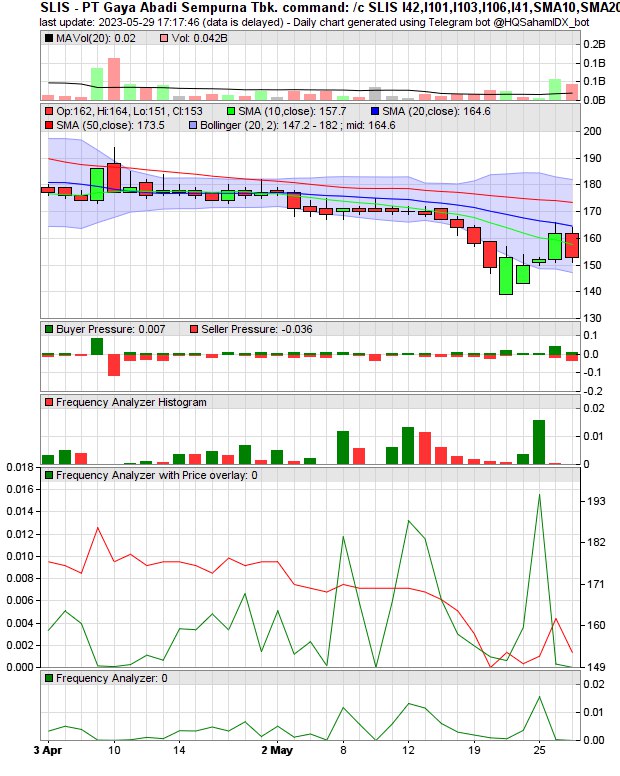 SLIS - PT Gaya Abadi Sempurna Tbk. command: /c SLIS I42,I101,I103,I106,I41,SMA10,SMA20
last update: 2023-05-29 17:17:46 (data is delayed) - Daily chart generated using Telegram bot @HQSahamIDX_bot
MAVol(20): 0.02 Vol: 0.042B
0.2B
0.1B
0.1B
0.0B
Op:162, Hi:164, Lo:151, Cl:153 SMA (10,close): 157.7 SMA (20,close): 164.6
SMA (50,close): 173.5 Bollinger (20, 2): 147.2 - 182 ; mid: 164.6
200
190
180
170
160
150
140
130
Buyer Pressure: 0.007 Seller Pressure: -0.036
0.1
0.0
-0.1
-0.2
Frequency Analyzer Histogram
0.02
0.01
0
Frequency Analyzer with Price overlay: 0
0.018
0.016
0.014
0.012
0.010
0.008
0.006
0.004
0.002
0.000
193
182
171
160
149
Frequency Analyzer: 0
0.02
0.01
0.00
3 Apr 10 14 2 May 8 12 19 25